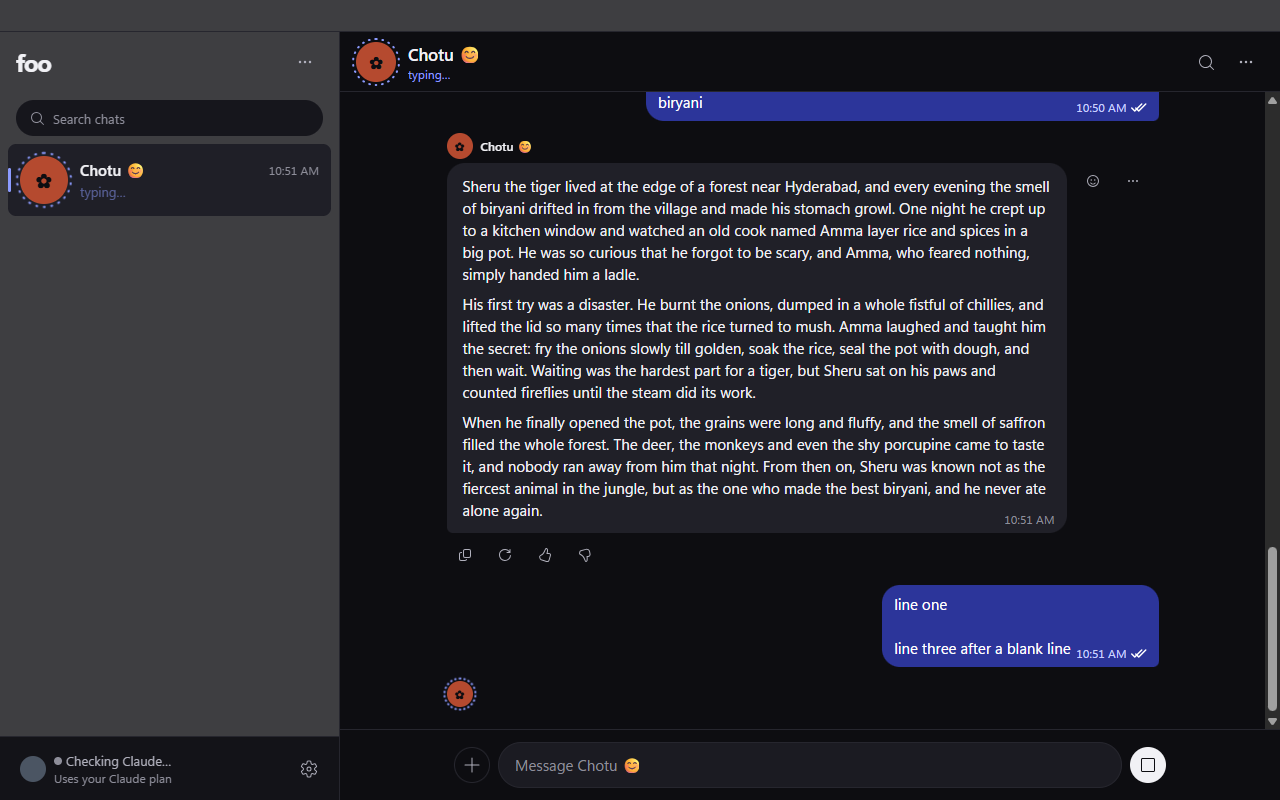 foo
Search chats
Chotu 😊
10:51 AM
typing...
Checking Claude...
Uses your Claude plan
Chotu 😊
typing...
biryani
10:50 AM
Chotu 😊
Sheru the tiger lived at the edge of a forest near Hyderabad, and every evening the smell
of biryani drifted in from the village and made his stomach growl. One night he crept up
to a kitchen window and watched an old cook named Amma layer rice and spices in a
big pot. He was so curious that he forgot to be scary, and Amma, who feared nothing,
simply handed him a ladle.
His first try was a disaster. He burnt the onions, dumped in a whole fistful of chillies, and
lifted the lid so many times that the rice turned to mush. Amma laughed and taught him
the secret: fry the onions slowly till golden, soak the rice, seal the pot with dough, and
then wait. Waiting was the hardest part for a tiger, but Sheru sat on his paws and
counted fireflies until the steam did its work.
When he finally opened the pot, the grains were long and fluffy, and the smell of saffron
filled the whole forest. The deer, the monkeys and even the shy porcupine came to taste
it, and nobody ran away from him that night. From then on, Sheru was known not as the
fiercest animal in the jungle, but as the one who made the best biryani, and he never ate
alone again.
10:51 AM
line one
line three after a blank line
10:51 AM
Message Chotu 😊